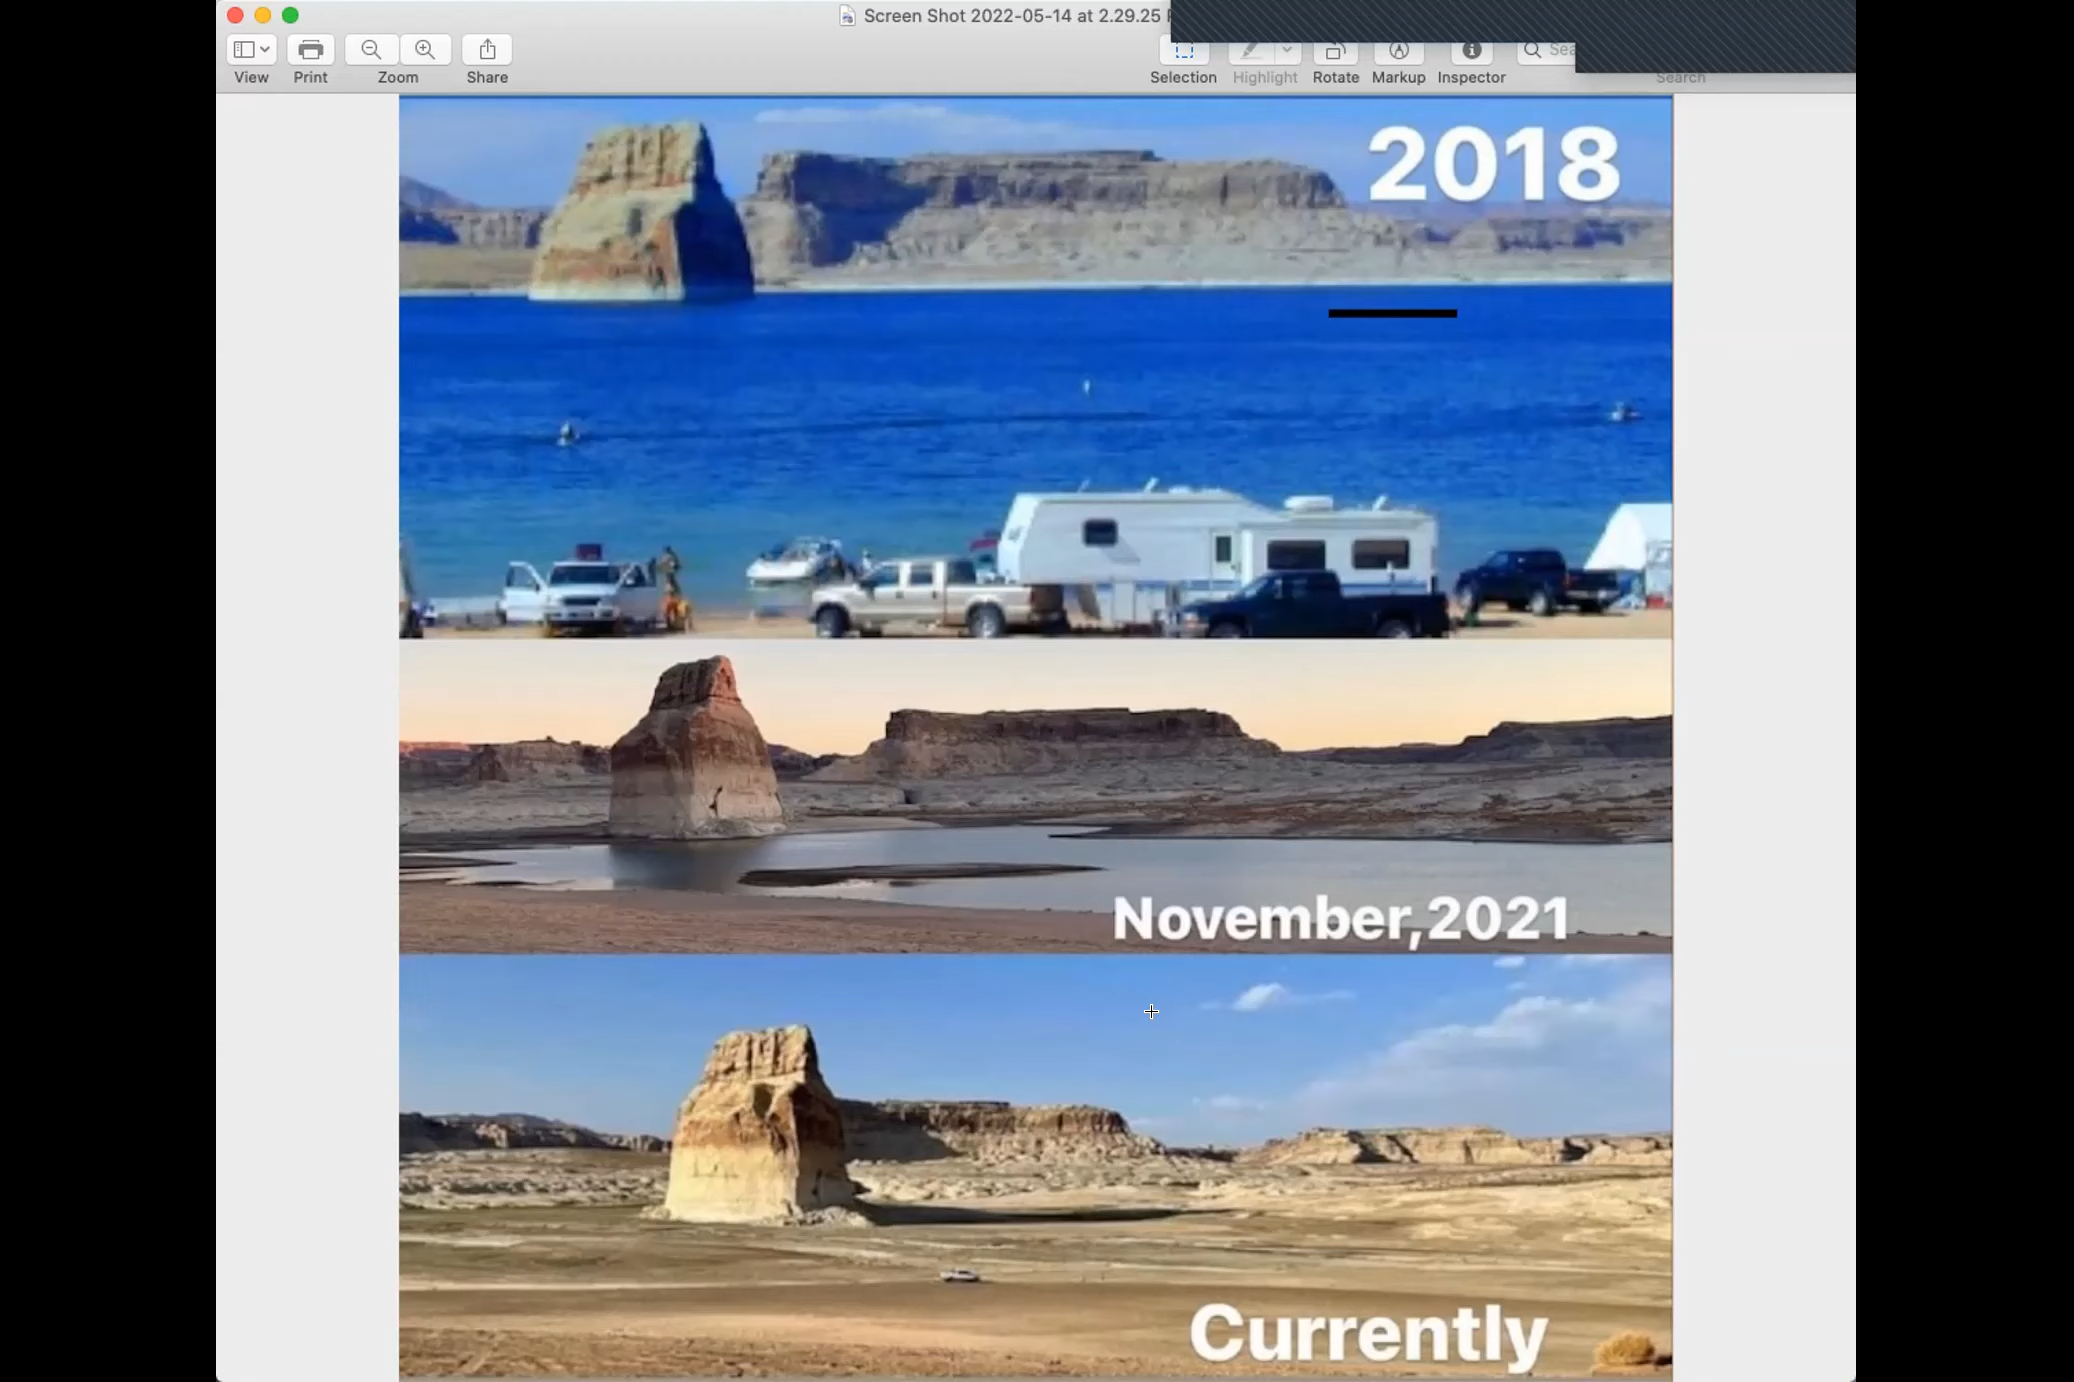 Screen Shot 2022-05-14 at 2.29.25
View Print Zoom Share Selection Highlight Rotate Markup Inspector Search
2018
November,2021
Currently